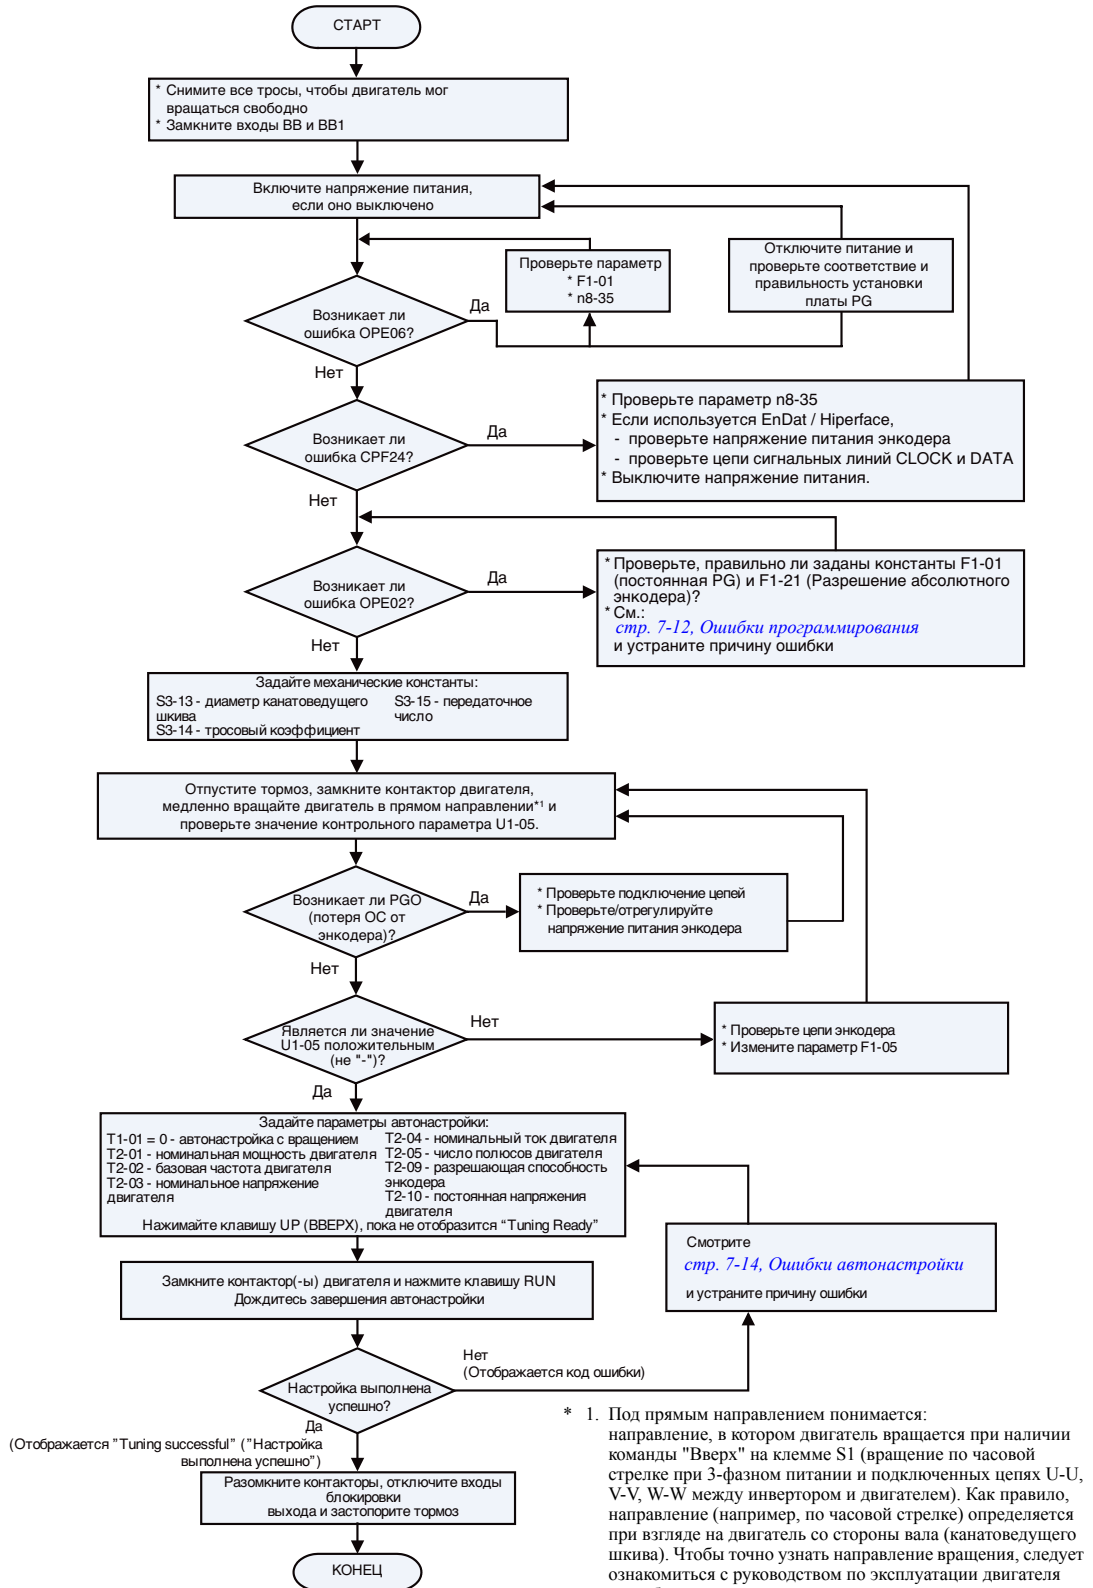 СТАРТ
* Снимите все тросы, чтобы двигатель мог
вращаться свободно
* Замкните входы BB и BB1
Включите напряжение питания,
если оно выключено
Проверьте параметр
* F1-01
* n8-35
Отключите питание и
проверьте соответствие и
правильность установки
платы PG
Возникает ли
ошибка OPE06?
Да
Нет
Возникает ли
ошибка CPF24?
Да
* Проверьте параметр n8-35
* Если используется EnDat / Hiperface,
- проверьте напряжение питания энкодера
- проверьте цепи сигнальных линий CLOCK и DATA
* Выключите напряжение питания.
Нет
Возникает ли
ошибка OPE02?
Да
* Проверьте, правильно ли заданы константы F1-01
(постоянная PG) и F1-21 (Разрешение абсолютного
энкодера)?
* См.:
стр. 7-12, Ошибки программирования
и устраните причину ошибки
Нет
Задайте механические константы:
S3-13 - диаметр канатоведущего
шкива
S3-14 - тросовый коэффициент
S3-15 - передаточное
число
Отпустите тормоз, замкните контактор двигателя,
медленно вращайте двигатель в прямом направлении*1 и
проверьте значение контрольного параметра U1-05.
Возникает ли PGO
(потеря ОС от
энкодера)?
Да
* Проверьте подключение цепей
* Проверьте/отрегулируйте
напряжение питания энкодера
Нет
Является ли значение
U1-05 положительным
(не "-")?
Нет
* Проверьте цепи энкодера
* Измените параметр F1-05
Да
Задайте параметры автонастройки:
T1-01 = 0 - автонастройка с вращением
T2-01 - номинальная мощность двигателя
T2-02 - базовая частота двигателя
T2-03 - номинальное напряжение
двигателя
T2-04 - номинальный ток двигателя
T2-05 - число полюсов двигателя
T2-09 - разрешающая способность
энкодера
T2-10 - постоянная напряжения
двигателя
Нажимайте клавишу UP (ВВЕРХ), пока не отобразится “Tuning Ready”
Смотрите
стр. 7-14, Ошибки автонастройки
и устраните причину ошибки
Замкните контактор(-ы) двигателя и нажмите клавишу RUN
Дождитесь завершения автонастройки
Настройка выполнена
успешно?
Нет
(Отображается код ошибки)
Да
(Отображается ”Tuning successful” (”Настройка
выполнена успешно”)
Разомкните контакторы, отключите входы
блокировки
выхода и застопорите тормоз
КОНЕЦ
* 1. Под прямым направлением понимается:
направление, в котором двигатель вращается при наличии
команды "Вверх" на клемме S1 (вращение по часовой
стрелке при 3-фазном питании и подключенных цепях U-U,
V-V, W-W между инвертором и двигателем). Как правило,
направление (например, по часовой стрелке) определяется
при взгляде на двигатель со стороны вала (канатоведущего
шкива). Чтобы точно узнать направление вращения, следует
ознакомиться с руководством по эксплуатации двигателя